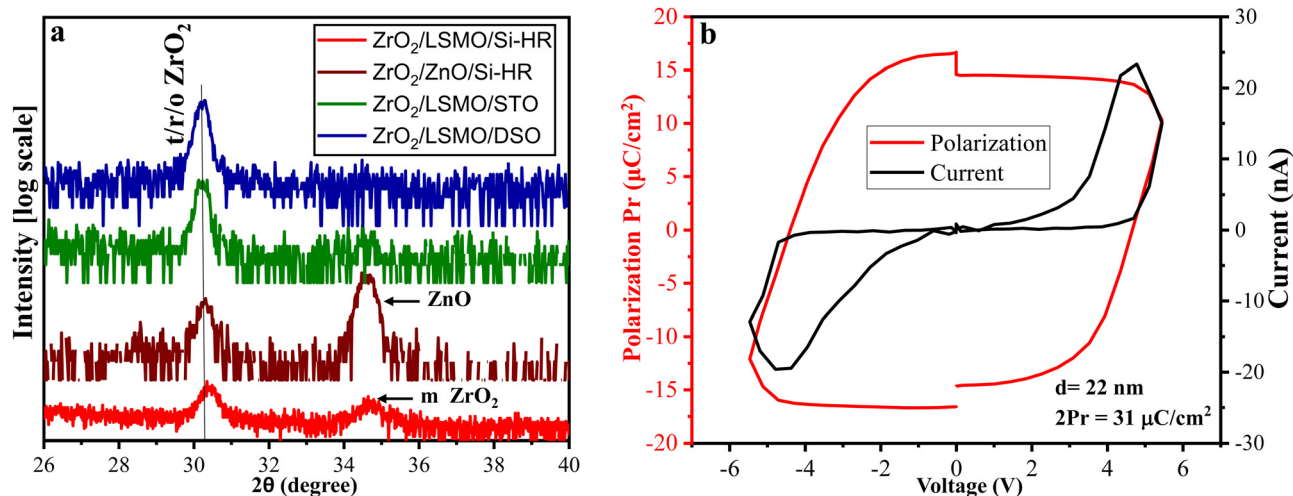 a
t/r/o ZrO₂
ZrO₂/LSMO/Si-HR
ZrO₂/ZnO/Si-HR
ZrO₂/LSMO/STO
ZrO₂/LSMO/DSO
Intensity [log scale]
ZnO
m ZrO₂
26 28 30 32 34 36 38 40
2θ (degree)
b
Polarization
Current
d= 22 nm
2Pr = 31 μC/cm²
Polarization Pr (μC/cm²)
20
15
10
5
0
-5
-10
-15
-20
Current (nA)
30
20
10
0
-10
-20
-30
-6 -4 -2 0 2 4 6
Voltage (V)